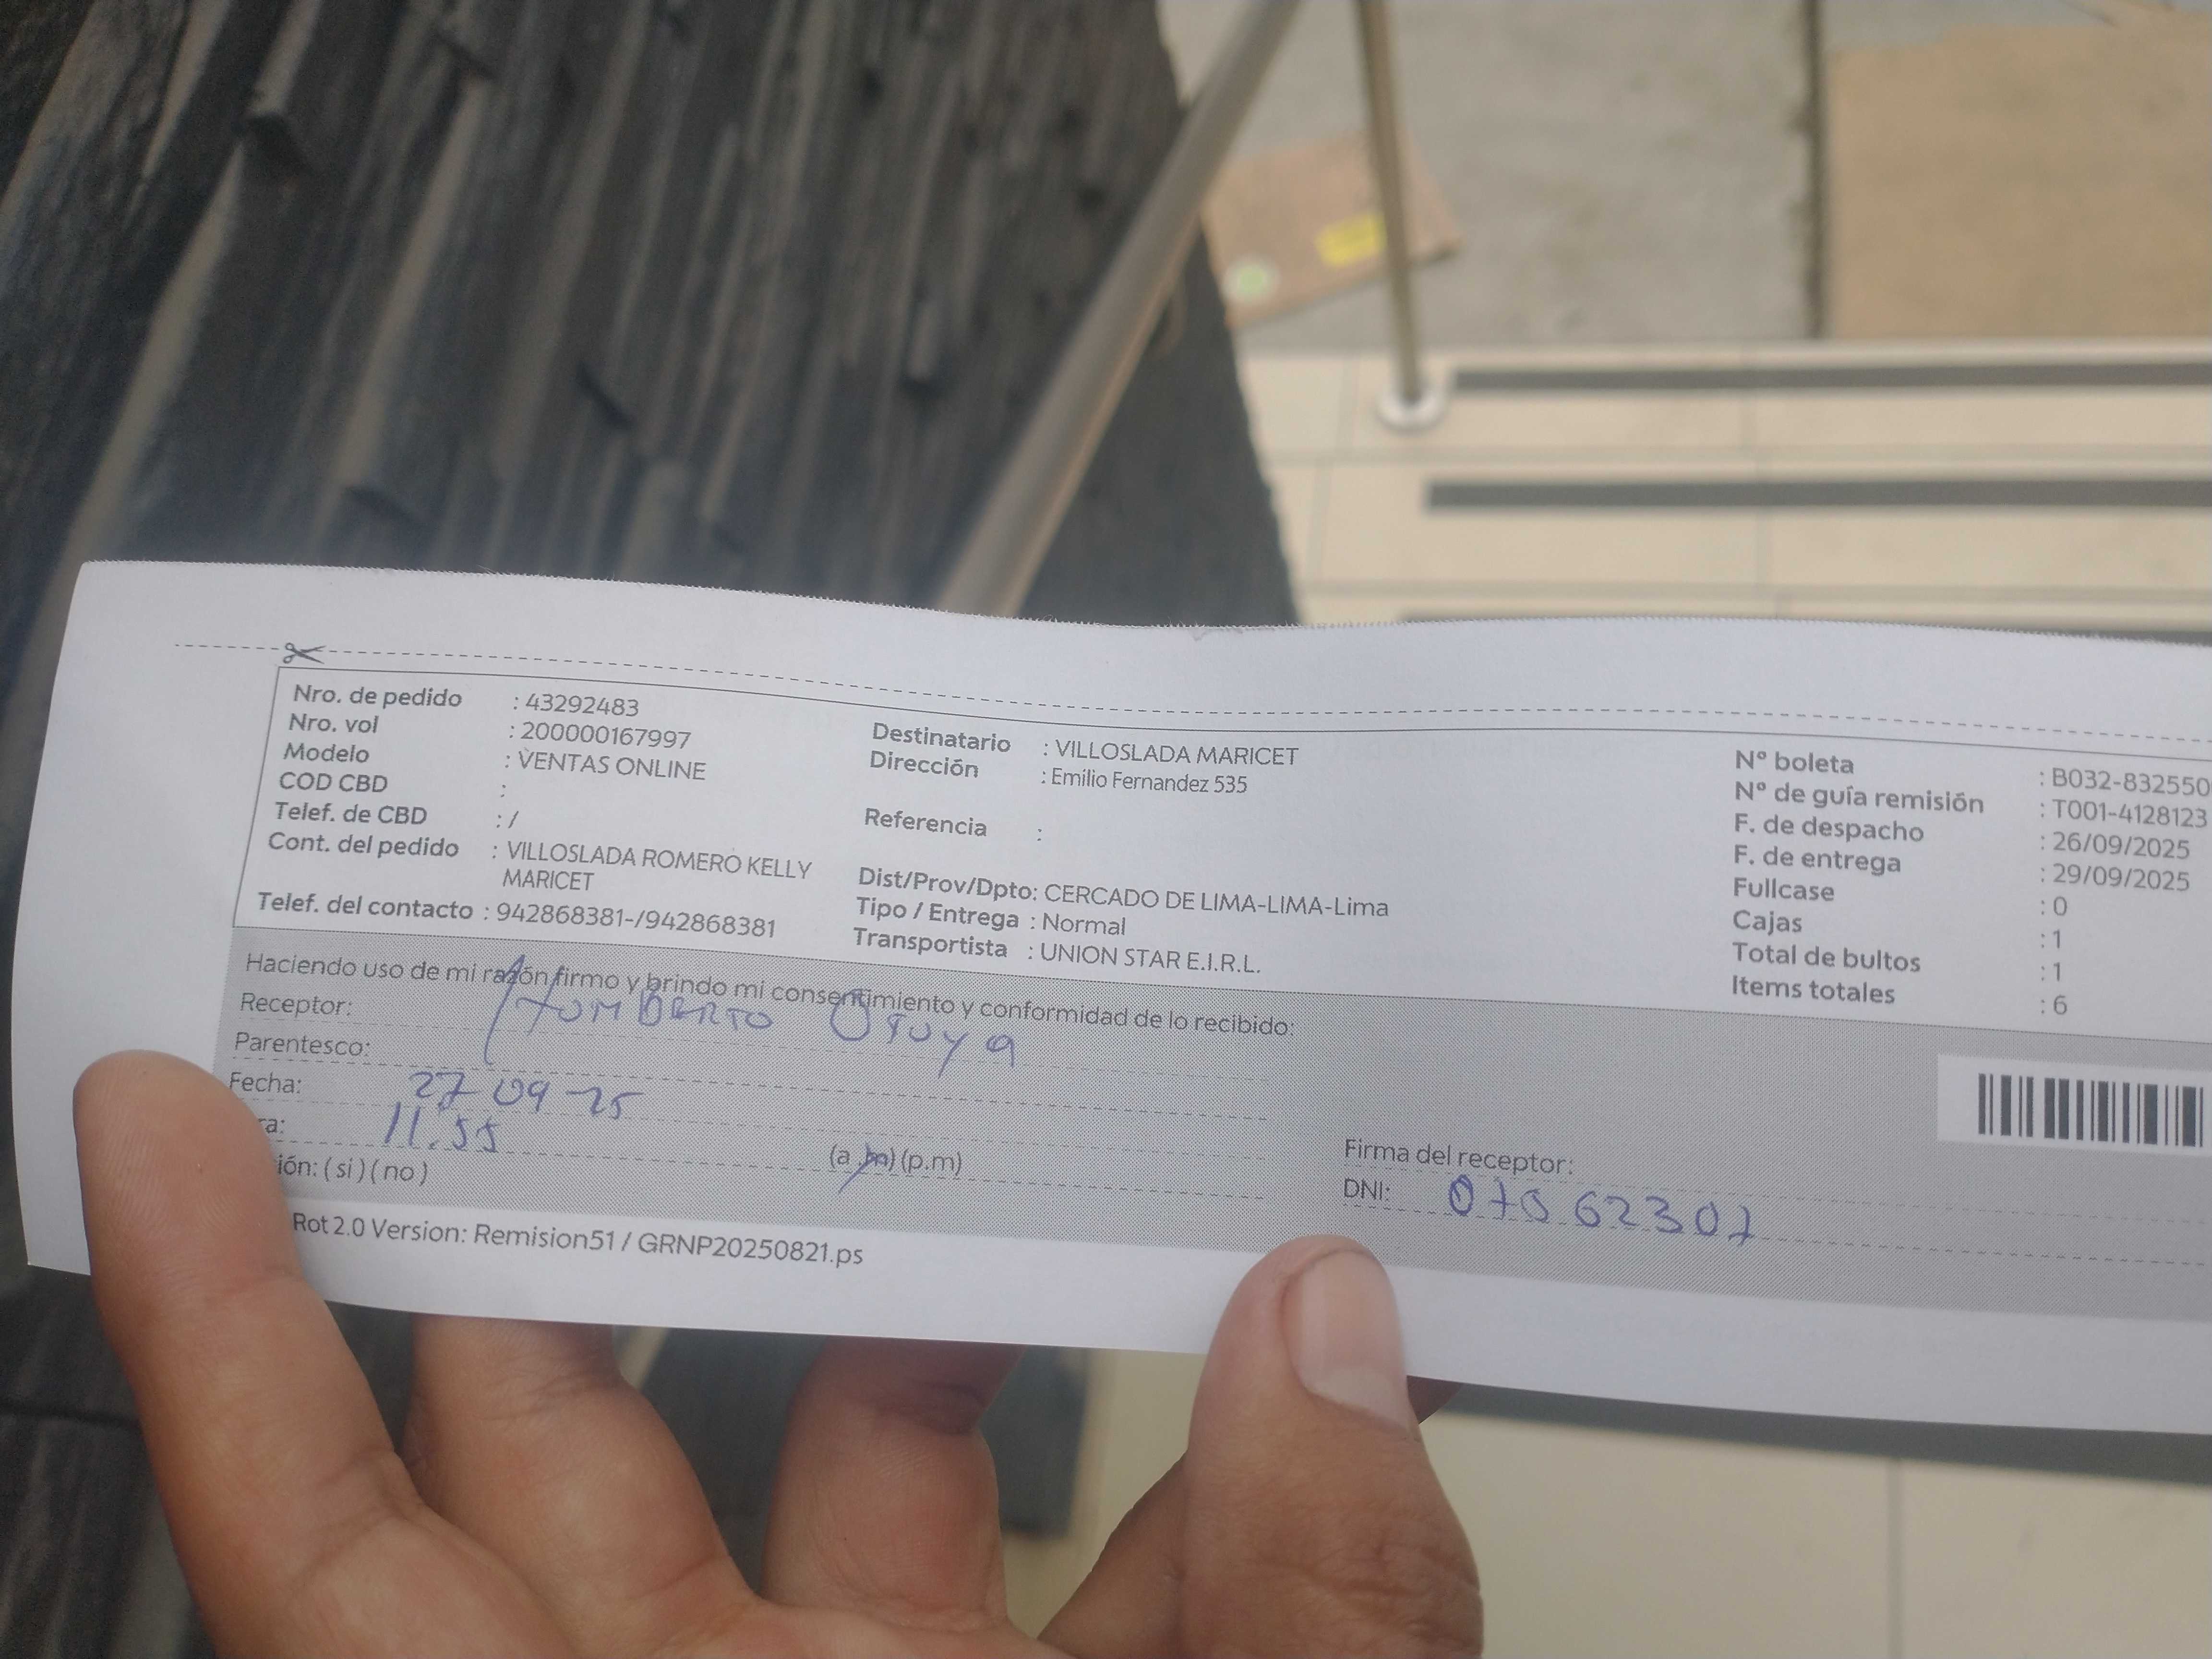 Nro. de pedido : 43292483
Nro. vol : 200000167997
Modelo : VENTAS ONLINE
COD CBD :
Telef. de CBD : /
Cont. del pedido : VILLOSLADA ROMERO KELLY
MARICET
Telef. del contacto : 942868381-/942868381
Destinatario : VILLOSLADA MARICET
Dirección : Emilio Fernandez 535
Referencia :
Dist/Prov/Dpto: CERCADO DE LIMA-LIMA-Lima
Tipo / Entrega : Normal
Transportista : UNION STAR E.I.R.L.
Nº boleta : B032-832550
Nº de guía remisión : T001-4128123
F. de despacho : 26/09/2025
F. de entrega : 29/09/2025
Fullcase : 0
Cajas : 1
Total de bultos : 1
Items totales : 6
Haciendo uso de mi razón firmo y brindo mi consentimiento y conformidad de lo recibido:
Receptor: HUMBERTO
Parentesco:
Fecha: 27 09 25
ra: 11.55 (a.m) (p.m)
ión: ( si ) ( no )
Firma del receptor:
DNI:
Rot 2.0 Version: Remision51 / GRNP20250821.ps